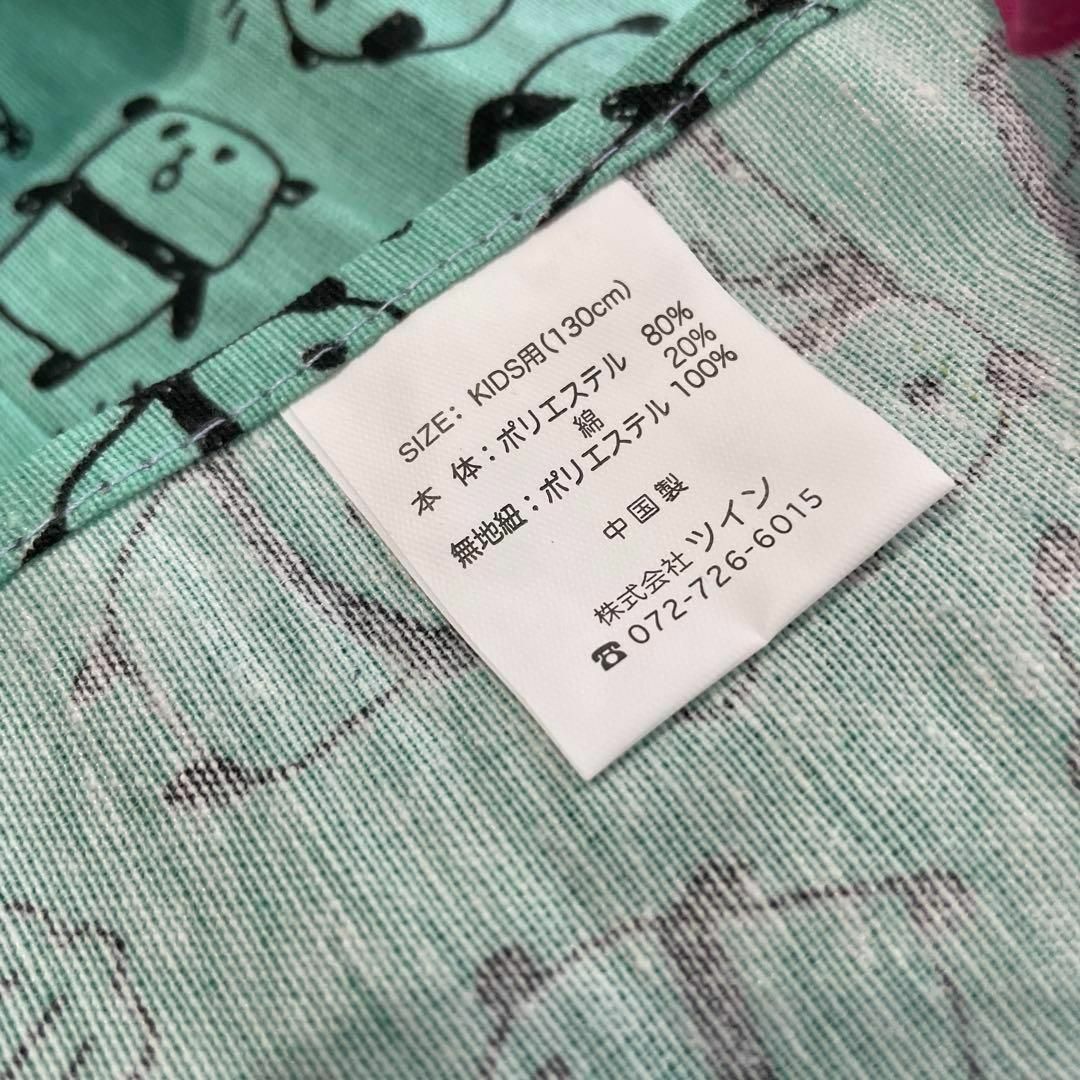 SIZE: KIDS用(130cm)
本 体:ポリエステル 80%
綿 20%
無地紐:ポリエステル 100%
中国製
株式会社 ツイン
☎072-726-6015